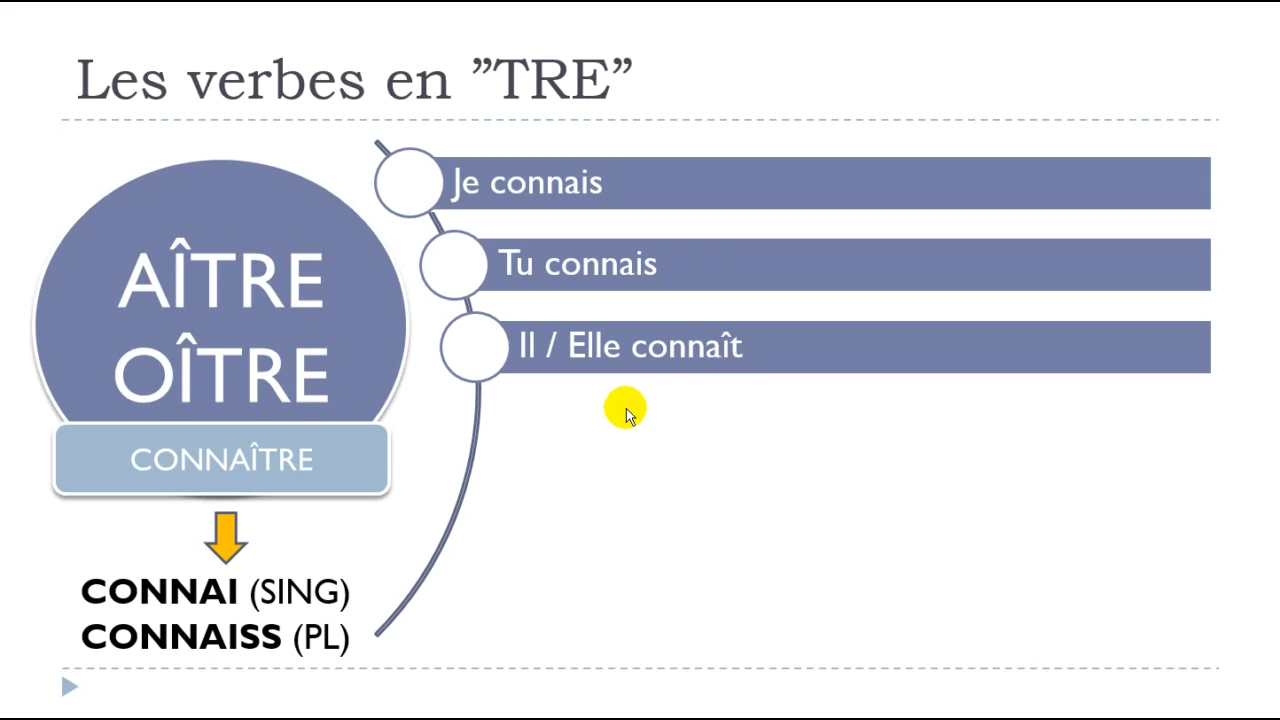 Les verbes en ”TRE”
AÎTRE
OÎTRE
CONNAÎTRE
CONNAI (SING)
CONNAISS (PL)
Je connais
Tu connais
Il / Elle connaît